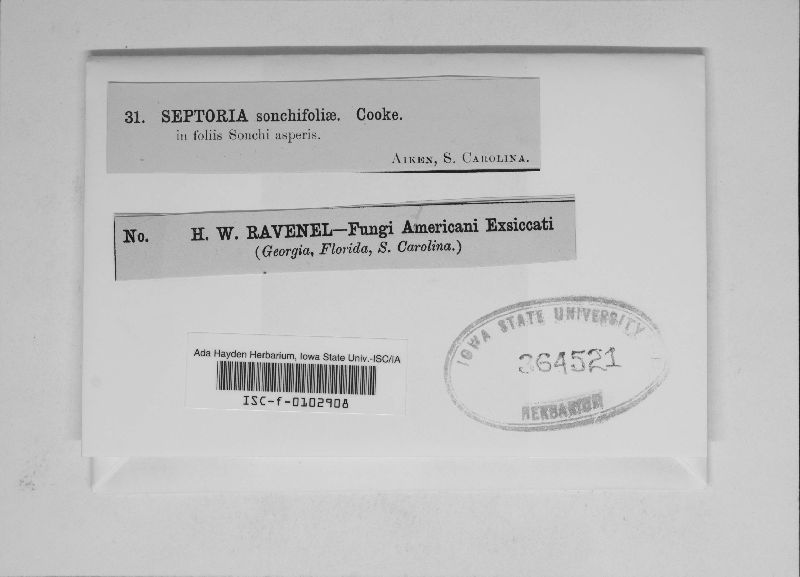 31. SEPTORIA sonchifoliæ. Cooke.
in foliis Sonchi asperis.
AIKEN, S. CAROLINA.
No. H. W. RAVENEL—Fungi Americani Exsiccati
(Georgia, Florida, S. Carolina.)
Ada Hayden Herbarium, Iowa State Univ.-ISC/IA
ISC-f-0102908
IOWA STATE UNIVERSITY
364521
HERBARIUM